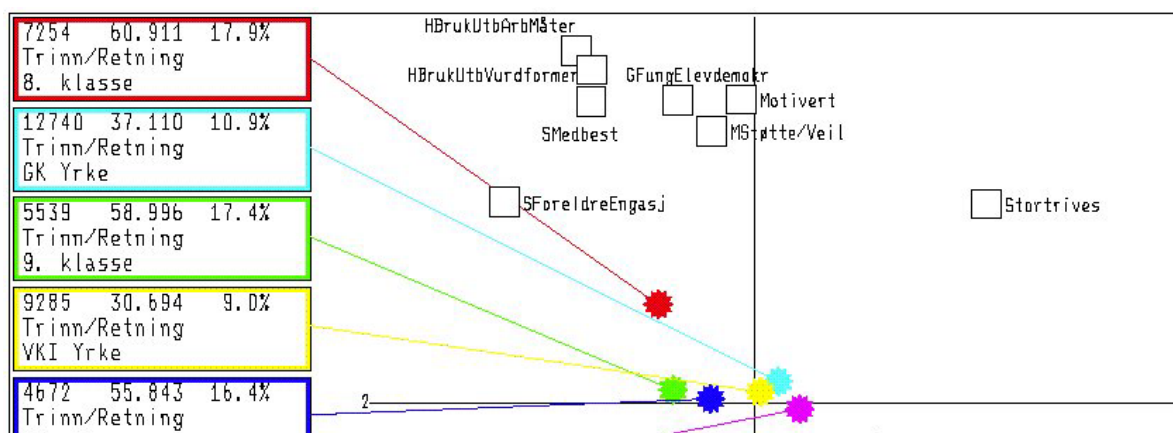 7254 60.911 17.9%
Trinn/Retning
8. klasse
12740 37.110 10.9%
Trinn/Retning
GK Yrke
5539 58.996 17.4%
Trinn/Retning
9. klasse
9285 30.694 9.0%
Trinn/Retning
VKI Yrke
4672 55.843 16.4%
Trinn/Retning
HBrukUtbArbMåter
HBrukUtbVurdformer
GFungElevdemokr
Motivert
SMedbest
MStøtte/Veil
SForeldreEngasj
Stortrives
2